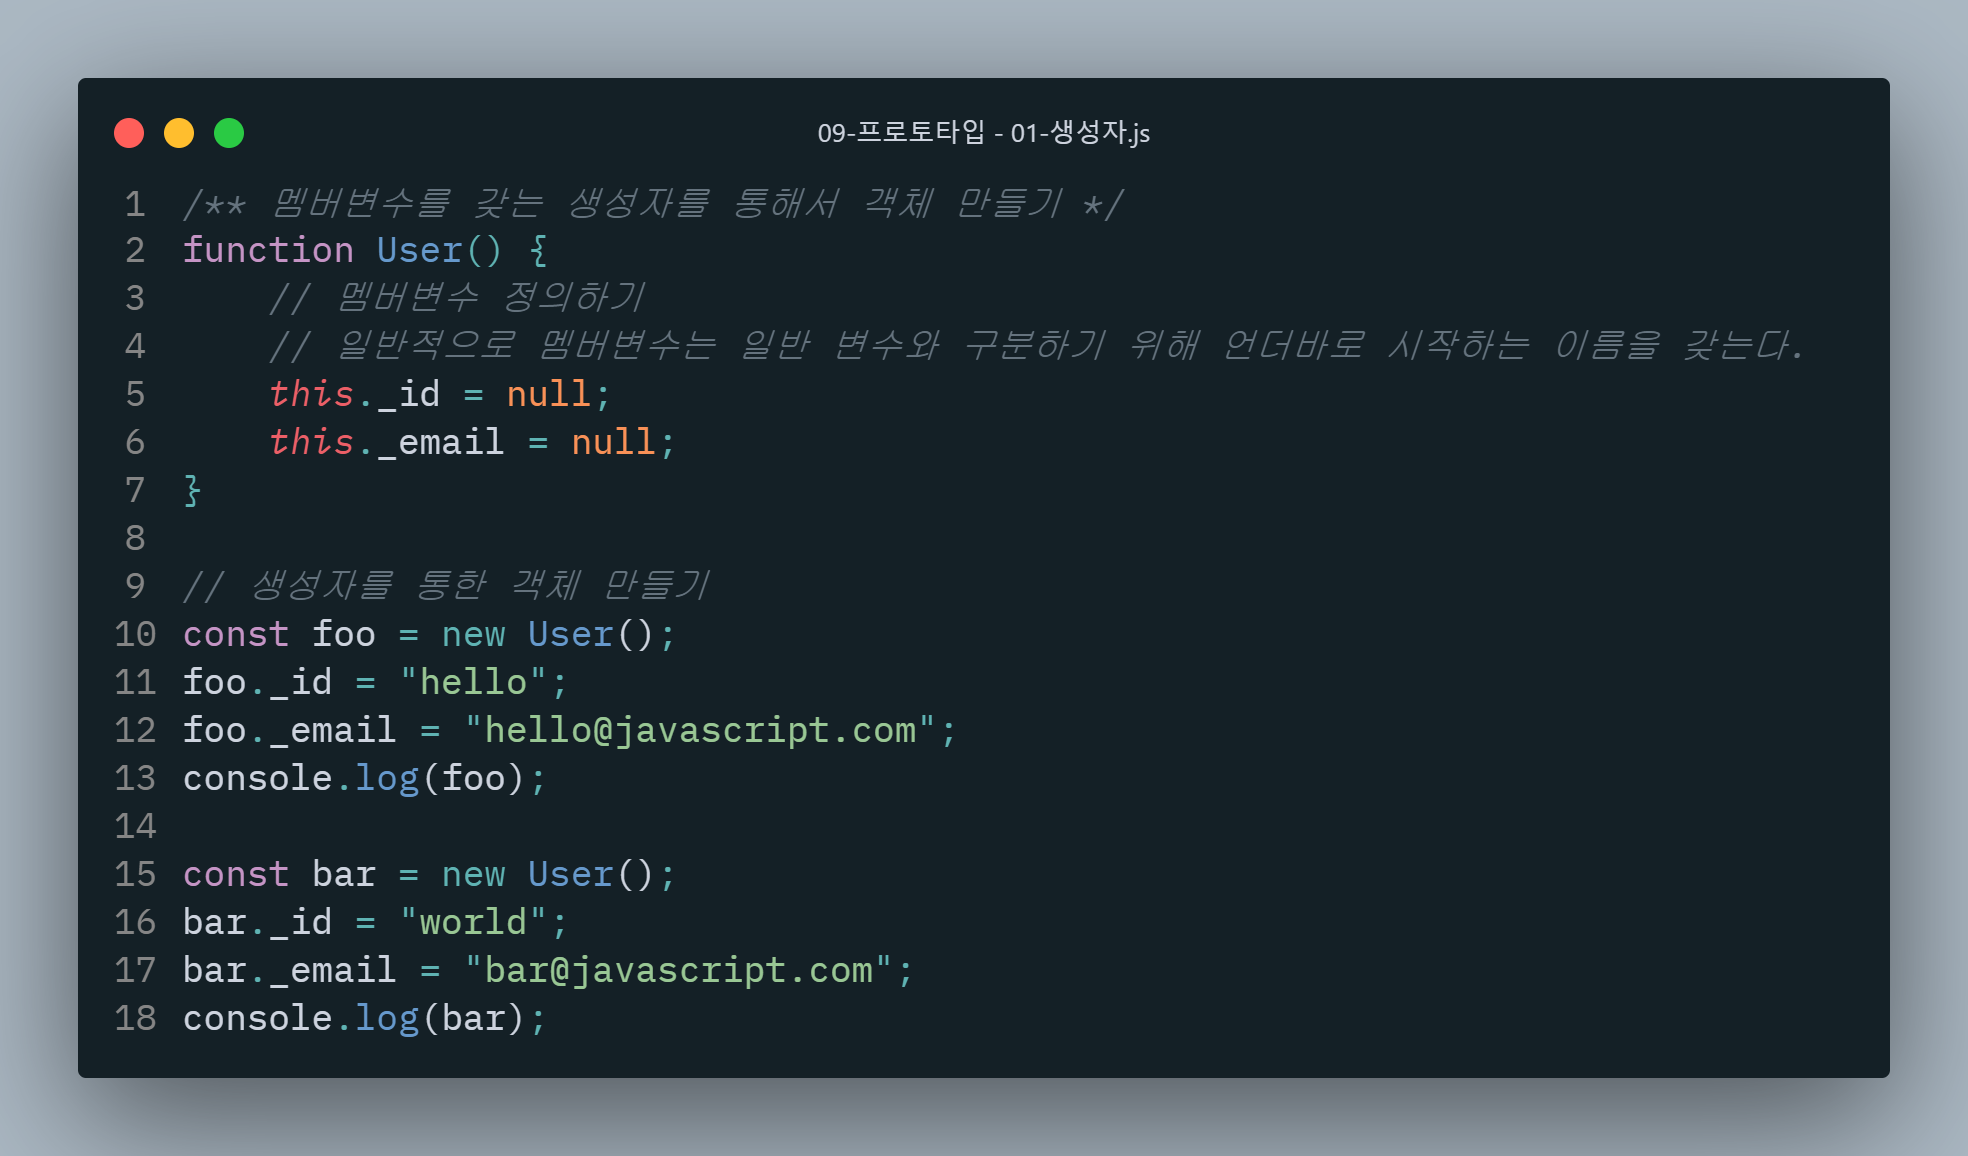 09-프로토타입 - 01-생성자.js
1 /** 멤버변수를 갖는 생성자를 통해서 객체 만들기 */
2 function User() {
3     // 멤버변수 정의하기
4     // 일반적으로 멤버변수는 일반 변수와 구분하기 위해 언더바로 시작하는 이름을 갖는다.
5     this._id = null;
6     this._email = null;
7 }
8
9 // 생성자를 통한 객체 만들기
10 const foo = new User();
11 foo._id = "hello";
12 foo._email = "hello@javascript.com";
13 console.log(foo);
14
15 const bar = new User();
16 bar._id = "world";
17 bar._email = "bar@javascript.com";
18 console.log(bar);